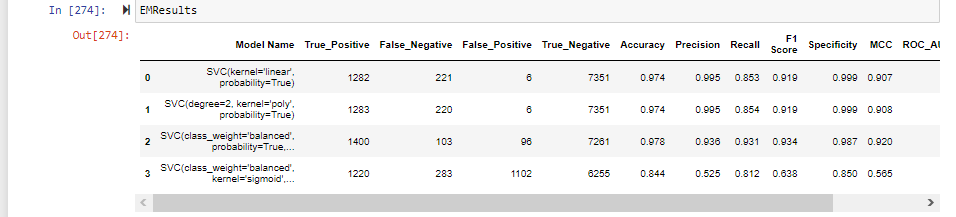 In [274]: EMResults
Out[274]:
Model Name True_Positive False_Negative False_Positive True_Negative Accuracy Precision Recall F1 Score Specificity MCC ROC_AU
0 SVC(kernel='linear', probability=True) 1282 221 6 7351 0.974 0.995 0.853 0.919 0.999 0.907
1 SVC(degree=2, kernel='poly', probability=True) 1283 220 6 7351 0.974 0.995 0.854 0.919 0.999 0.908
2 SVC(class_weight='balanced', probability=True,... 1400 103 96 7261 0.978 0.936 0.931 0.934 0.987 0.920
3 SVC(class_weight='balanced', kernel='sigmoid',... 1220 283 1102 6255 0.844 0.525 0.812 0.638 0.850 0.565